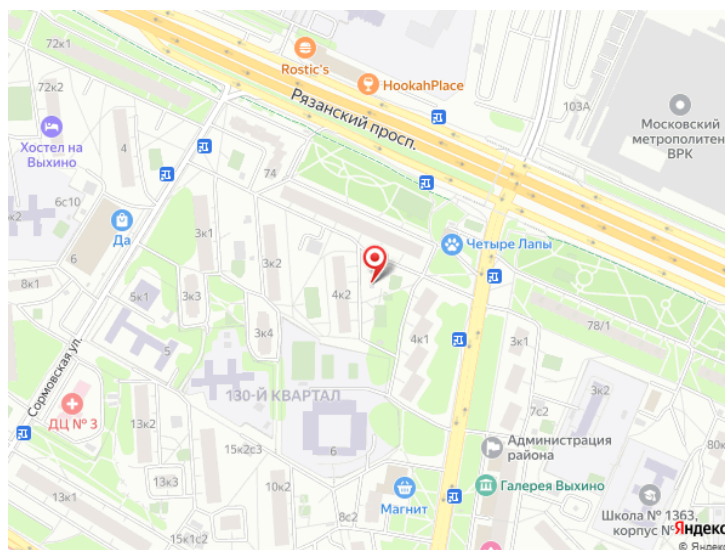 72к1
Rostic's
HookahPlace
Рязанский просп.
103А
Московский
метрополитен
ВРК
72к2
Хостел на
Выхино
4
74
6с10
Да
6
8к1
3к1
3к2
3к3
3к4
4к2
5к1
5
Четыре Лапы
4к1
3к1
78/1
3к2
7с2
Сормовская ул.
ДЦ № 3
130-Й КВАРТАЛ
6
13к2
13к3
13к1
15к2с3
15к1с2
10к2
8с2
Магнит
Администрация
района
Галерея Выхино
Школа № 1363,
корпус №
80к
Яндекс
© Яндекс